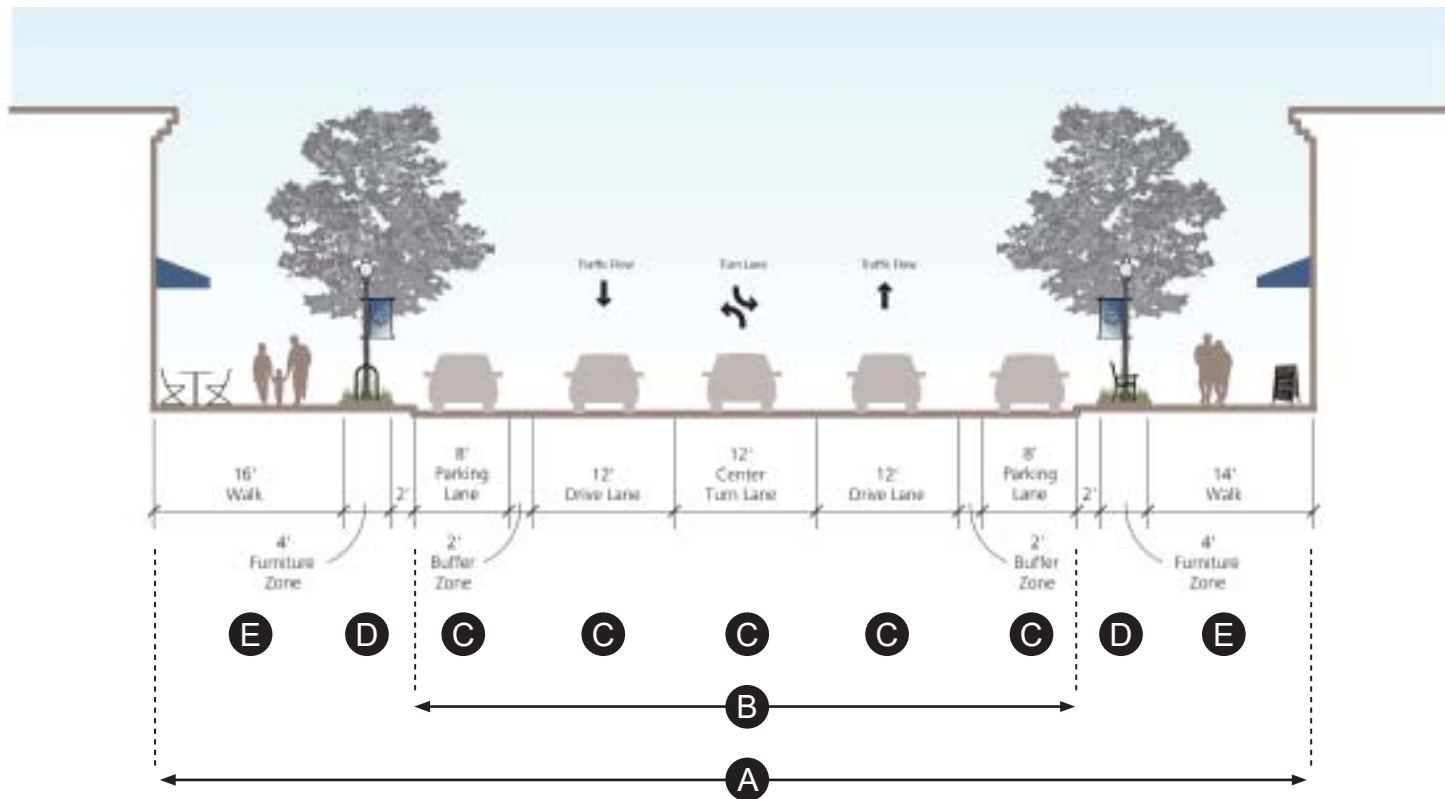 Traffic Flow
Turn Lane
Traffic Flow
16'
Walk
2'
8'
Parking
Lane
12'
Drive Lane
12'
Center
Turn Lane
12'
Drive Lane
8'
Parking
Lane
2'
14'
Walk
4'
Furniture
Zone
2'
Buffer
Zone
2'
Buffer
Zone
4'
Furniture
Zone
E D C C C C C D E
B
A